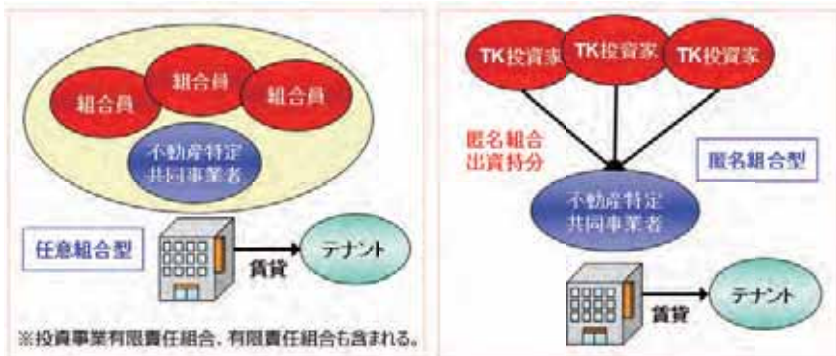 組合員
組合員
組合員
不動産特定
共同事業者
任意組合型
賃貸
テナント
※投資事業有限責任組合、有限責任組合も含まれる。
TK投資家
TK投資家
TK投資家
匿名組合
出資持分
匿名組合型
不動産特定
共同事業者
賃貸
テナント